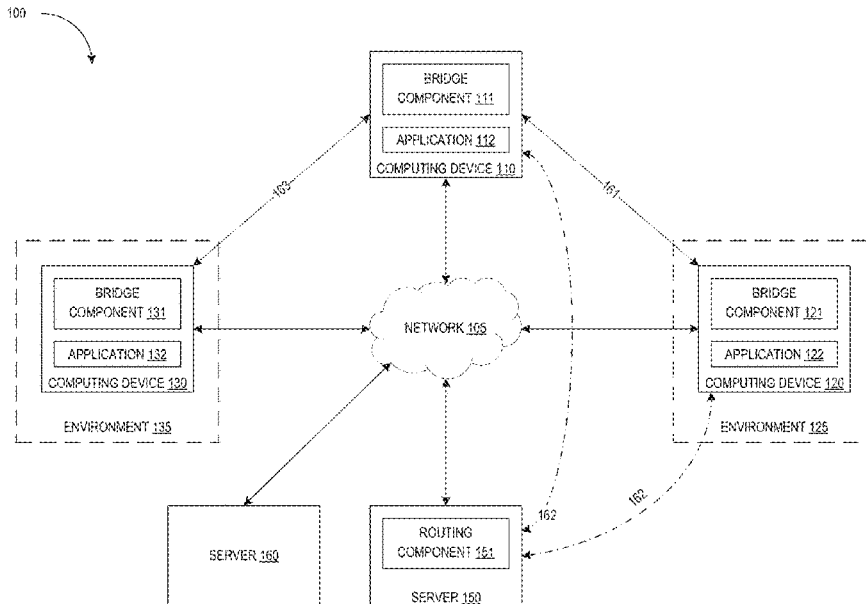 100
BRIDGE
COMPONENT 111
APPLICATION 112
COMPUTING DEVICE 110
163
161
BRIDGE
COMPONENT 131
APPLICATION 132
COMPUTING DEVICE 130
ENVIRONMENT 135
NETWORK 105
BRIDGE
COMPONENT 121
APPLICATION 122
COMPUTING DEVICE 120
ENVIRONMENT 125
162
162
SERVER 160
ROUTING
COMPONENT 151
SERVER 150